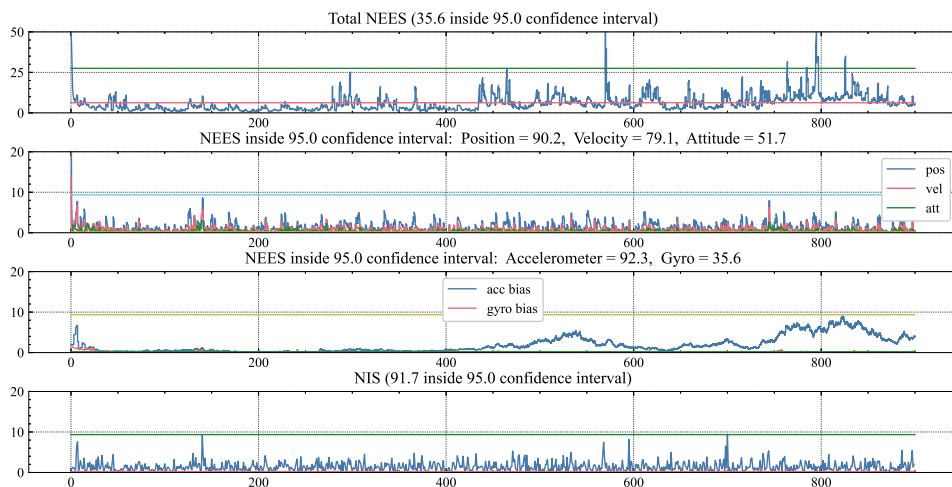 Total NEES (35.6 inside 95.0 confidence interval)
50
25
0
0 200 400 600 800
NEES inside 95.0 confidence interval: Position = 90.2, Velocity = 79.1, Attitude = 51.7
20
10
0
pos
vel
att
0 200 400 600 800
NEES inside 95.0 confidence interval: Accelerometer = 92.3, Gyro = 35.6
20
10
0
acc bias
gyro bias
0 200 400 600 800
NIS (91.7 inside 95.0 confidence interval)
20
10
0
0 200 400 600 800